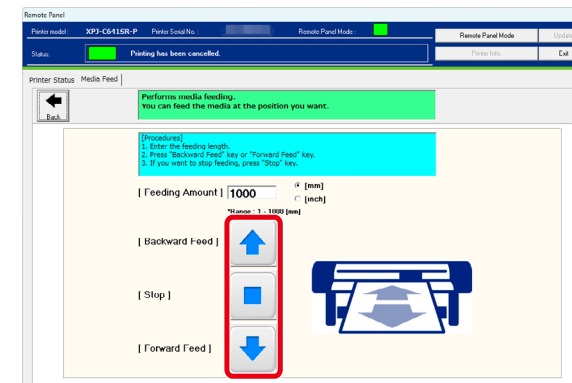 Remote Panel
Printer model : XPJ-C641SR-P Printer Serial No. : Remote Panel Mode :
Remote Panel Mode Update
Status: Printing has been cancelled.
Printer Info. Exit
Printer Status Media Feed
Back
Performs media feeding.
You can feed the media at the position you want.
[Procedures]
1. Enter the feeding length.
2. Press "Backward Feed" key or "Forward Feed" key.
3. If you want to stop feeding, press "Stop" key.
[ Feeding Amount ] 1000 [mm]
[inch]
*Range : 1 - 1000 [mm]
[ Backward Feed ]
[ Stop ]
[ Forward Feed ]